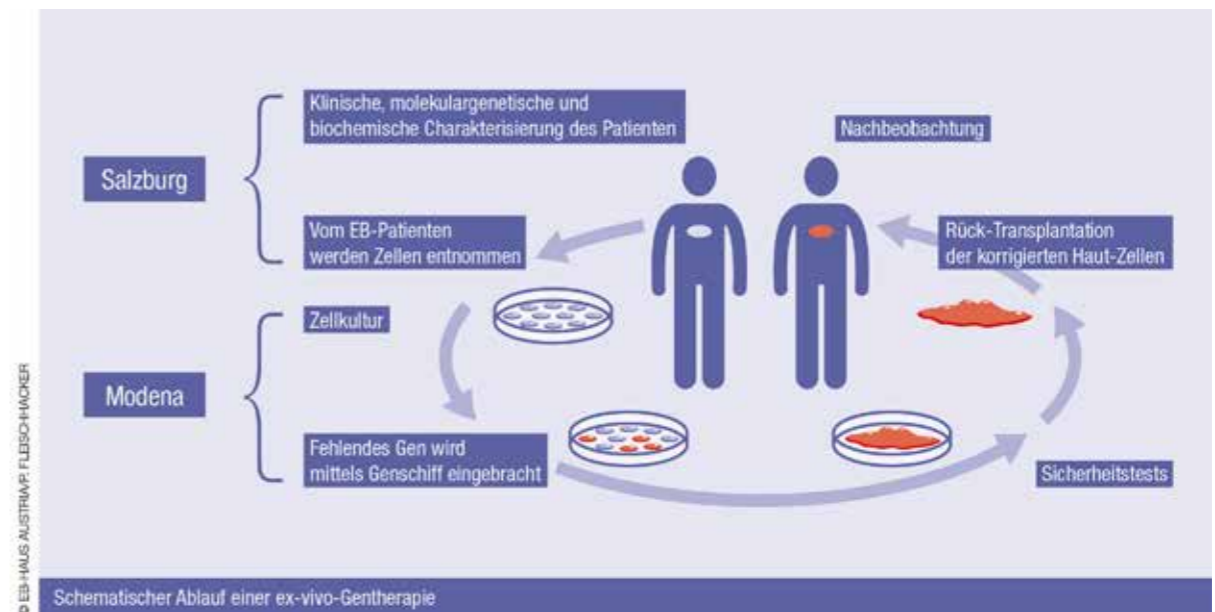 Klinische, molekulargenetische und
biochemische Charakterisierung des Patienten
Nachbeobachtung
Salzburg
Vom EB-Patienten
werden Zellen entnommen
Rück-Transplantation
der korrigierten Haut-Zellen
Zellkultur
Modena
Fehlendes Gen wird
mittels Genschiff eingebracht
Sicherheitstests
Schematischer Ablauf einer ex-vivo-Gentherapie
EB-HAUS AUSTRIA/P. FLEISCHHACKER